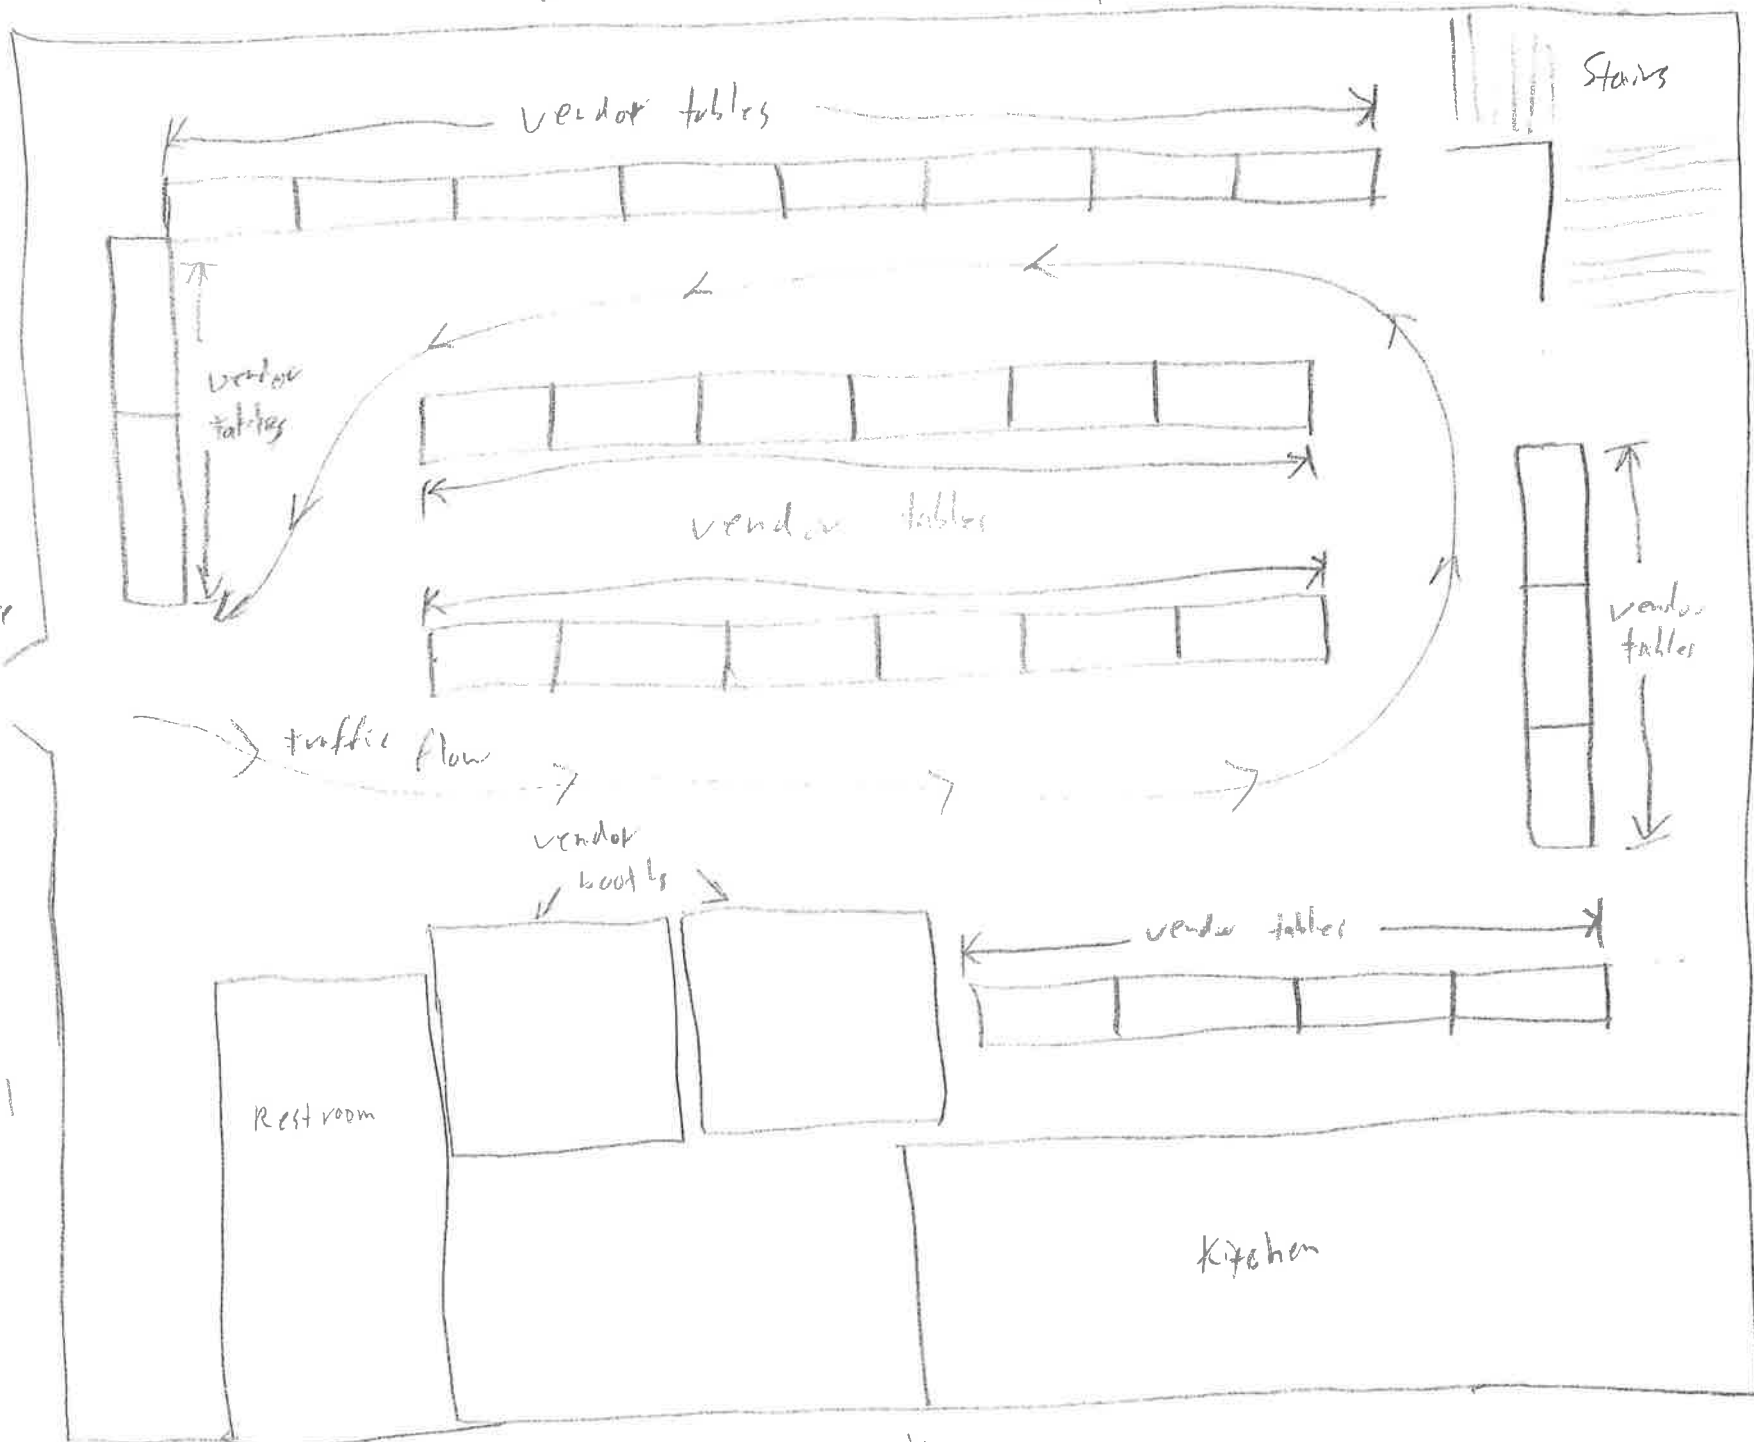 Stairs
vendor tables
vendor
tables
vendor tables
vendor
tables
traffic flow
vendor
booths
vendor tables
Restroom
Kitchen